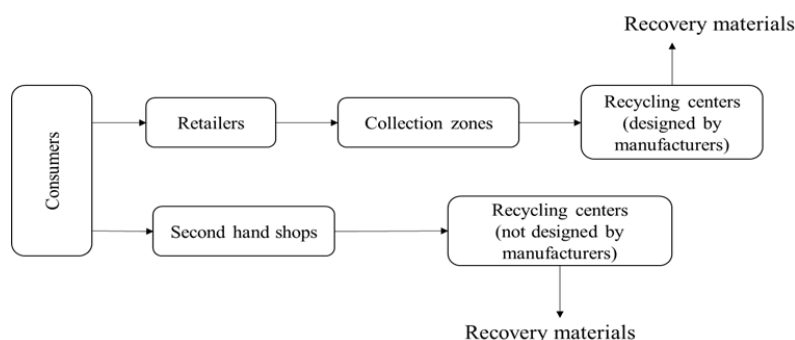 Recovery materials
Consumers
Retailers
Collection zones
Recycling centers
(designed by
manufacturers)
Second hand shops
Recycling centers
(not designed by
manufacturers)
Recovery materials